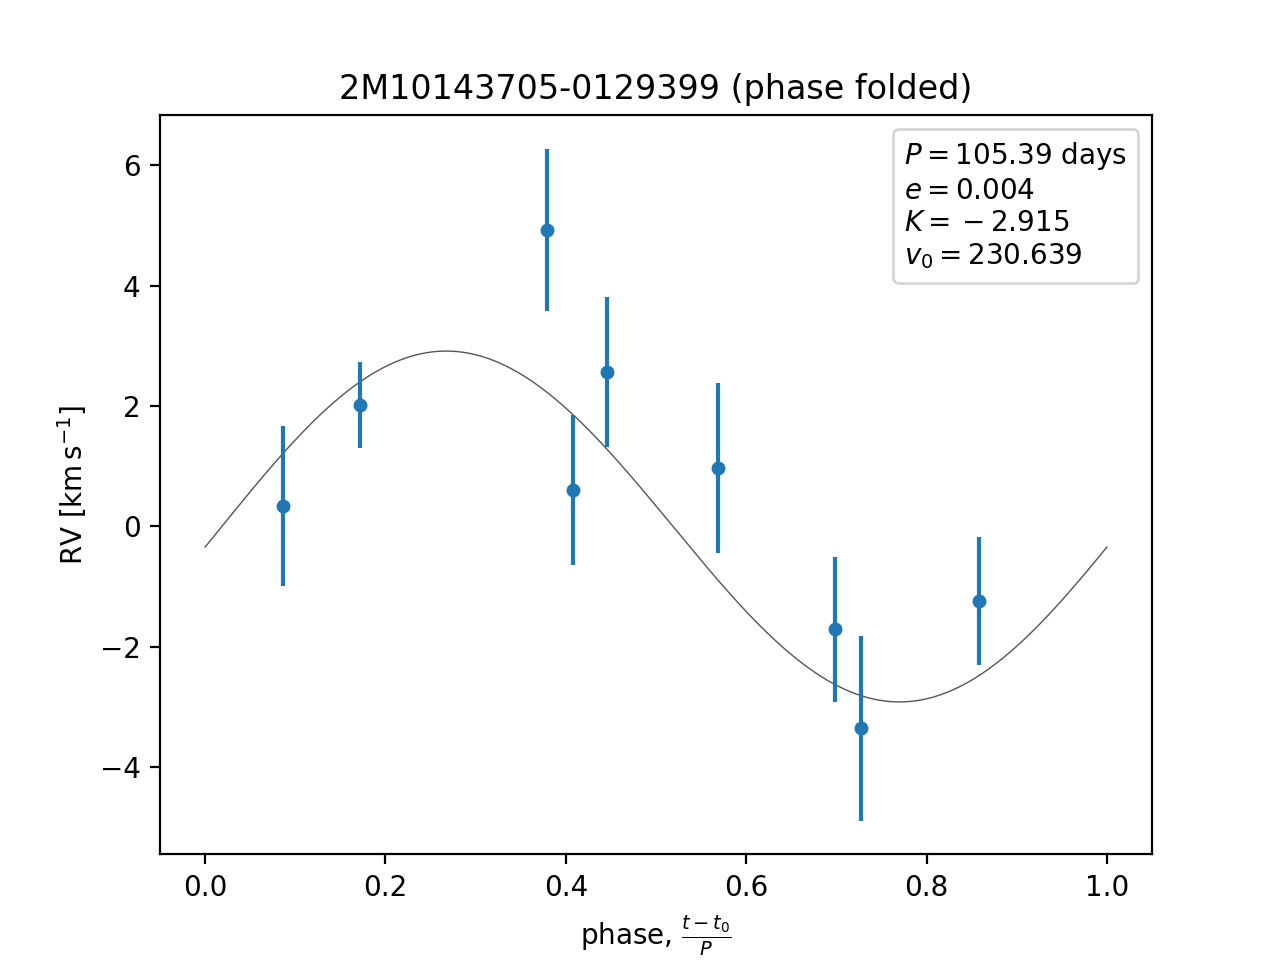 2M10143705-0129399 (phase folded)
P = 105.39 days
e = 0.004
K = −2.915
v₀ = 230.639
RV [km s⁻¹]
6
4
2
0
−2
−4
0.0 0.2 0.4 0.6 0.8 1.0
phase, (t − t₀)/P